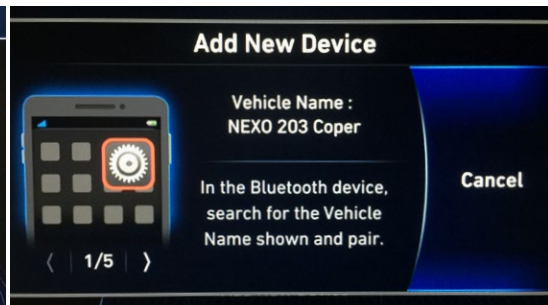 Add New Device
Vehicle Name :
NEXO 203 Coper
In the Bluetooth device,
search for the Vehicle
Name shown and pair.
Cancel
1/5